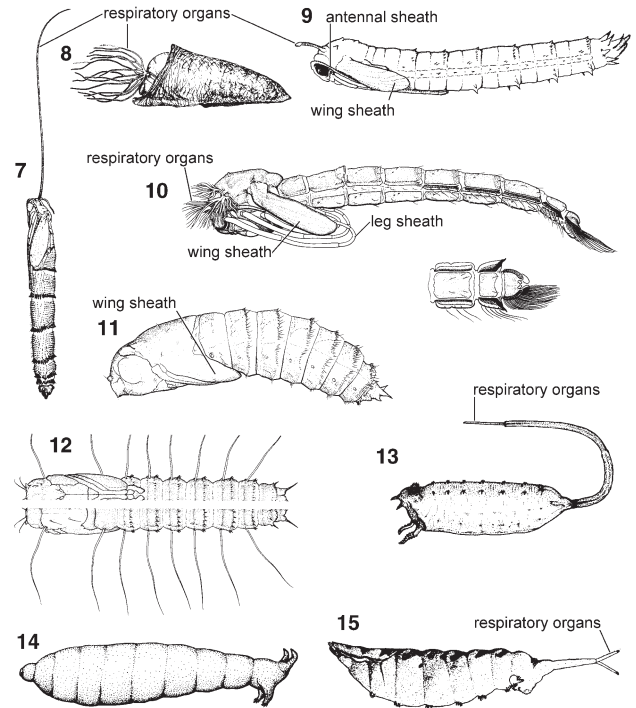 respiratory organs
9
antennal sheath
8
wing sheath
7
respiratory organs
10
leg sheath
wing sheath
wing sheath
11
respiratory organs
12
13
14
15
respiratory organs